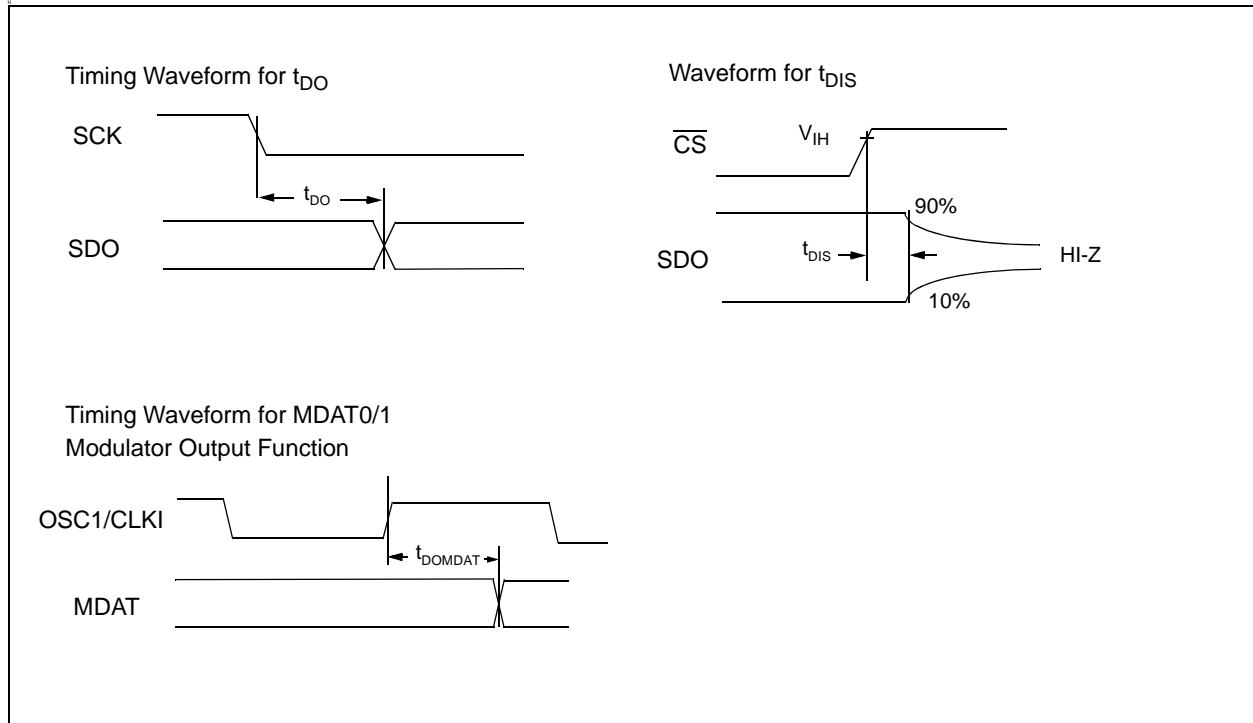 Timing Waveform for tDO
SCK
tDO
SDO
Waveform for tDIS
CS
VIH
90%
SDO
tDIS
HI-Z
10%
Timing Waveform for MDAT0/1
Modulator Output Function
OSC1/CLKI
tDOMDAT
MDAT